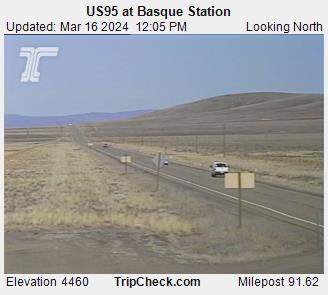 US95 at Basque Station
Updated: Mar 16 2024 12:05 PM Looking North
Elevation 4460 TripCheck.com Milepost 91.62